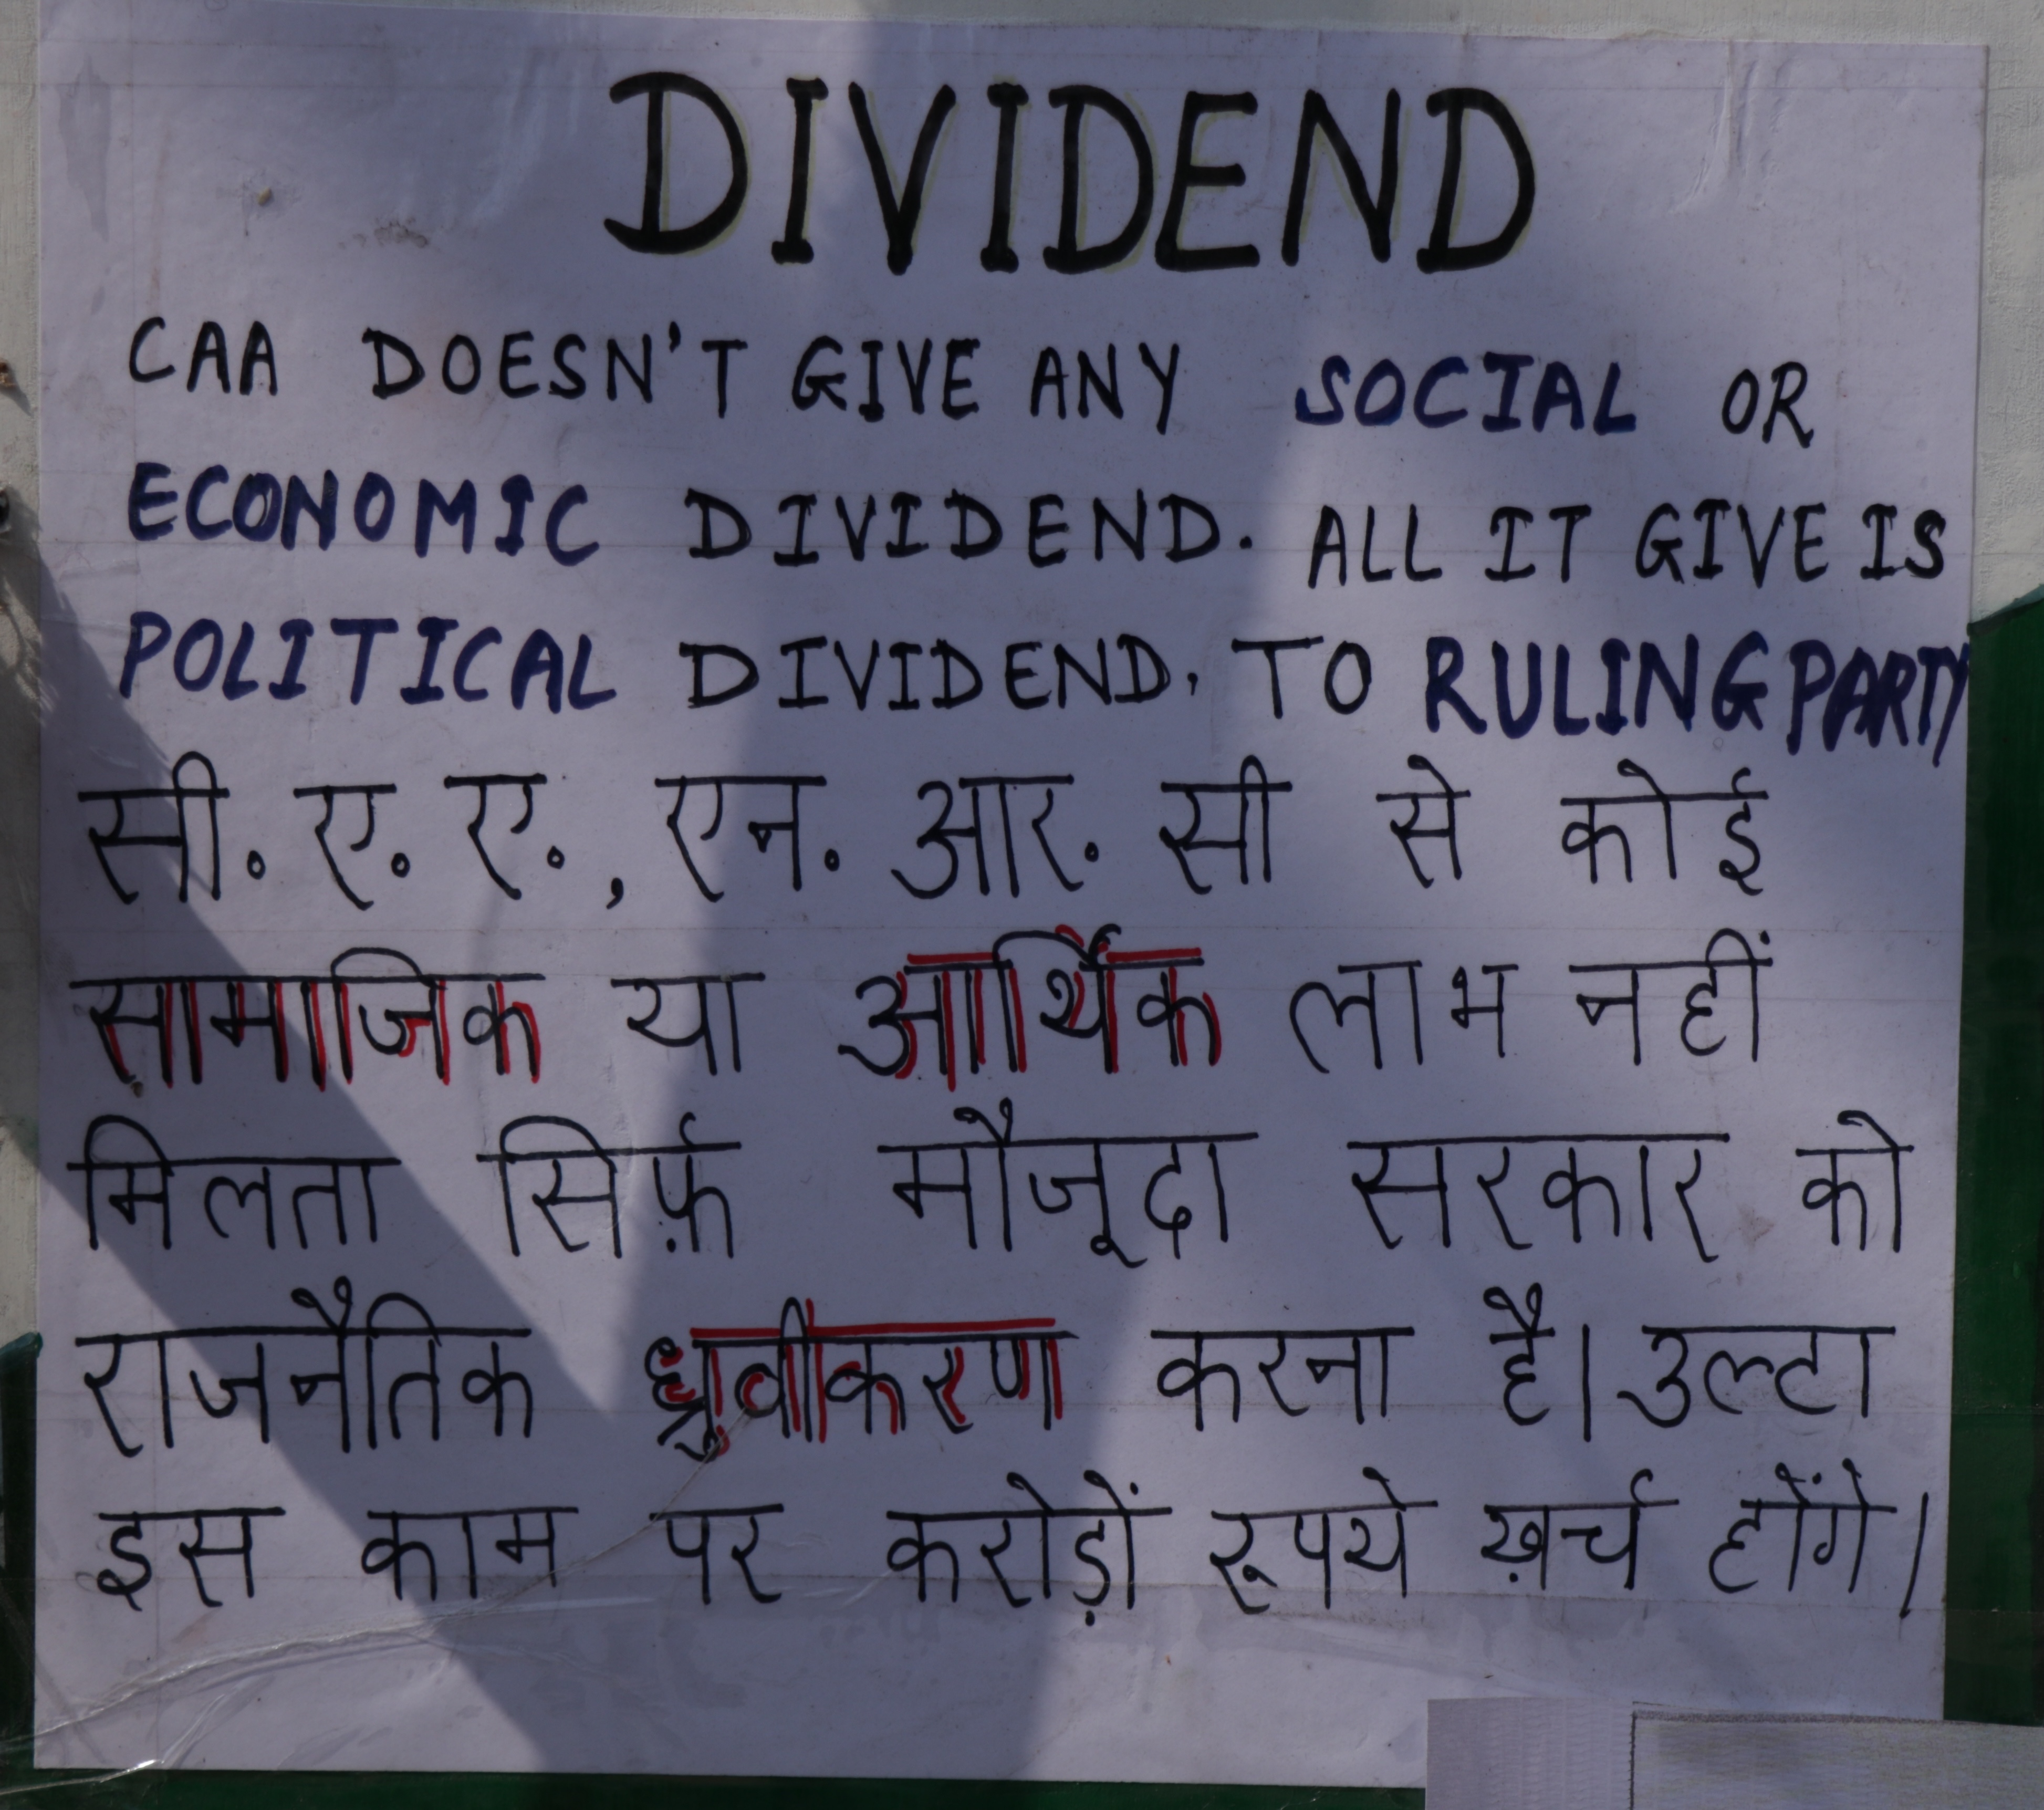 DIVIDEND
CAA DOESN'T GIVE ANY SOCIAL OR
ECONOMIC DIVIDEND. ALL IT GIVE IS
POLITICAL DIVIDEND. TO RULING PARTY
सी. ए. ए. , एन. आर. सी से कोई
सामाजिक या आर्थिक लाभ नहीं
मिलता सिर्फ़ मौजूदा सरकार को
राजनैतिक ध्रुवीकरण करना है। उल्टा
इस काम पर करोड़ों रूपये ख़र्च होंगे।